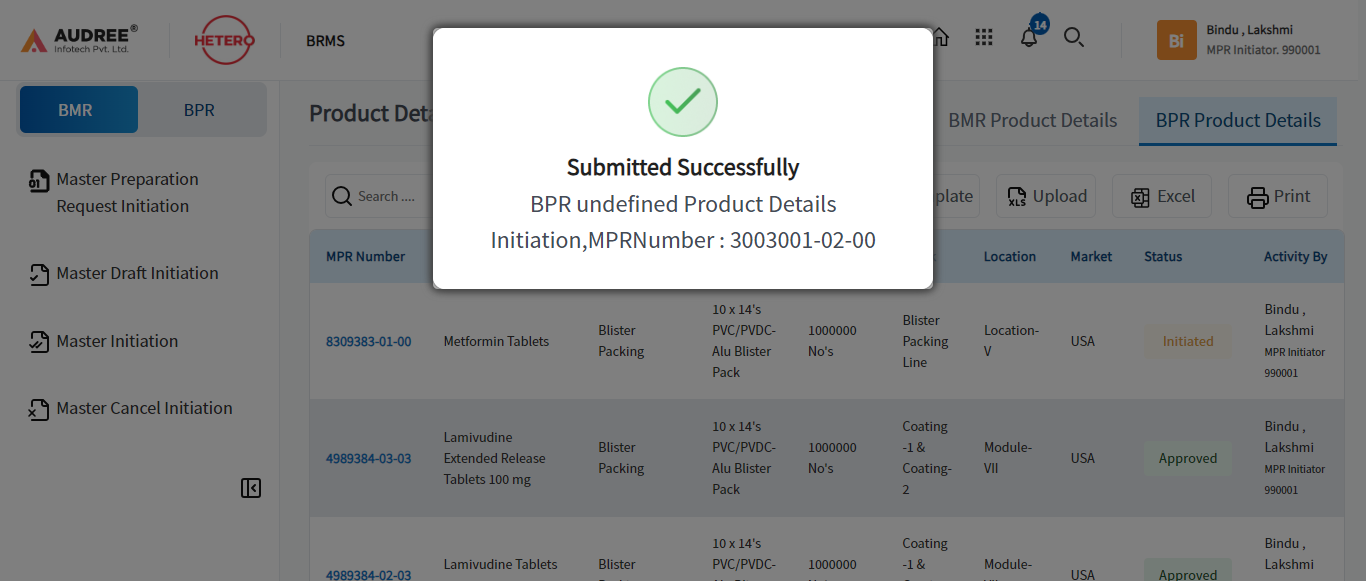 AUDREE®
Infotech Pvt. Ltd.
HETERO
BRMS
14
Bi
Bindu , Lakshmi
MPR Initiator. 990001
BMR
BPR
Master Preparation
Request Initiation
Master Draft Initiation
Master Initiation
Master Cancel Initiation
Product Deta
BMR Product Details
BPR Product Details
Search ....
plate
XLS
Upload
Excel
Print
Submitted Successfully
BPR undefined Product Details
Initiation,MPRNumber : 3003001-02-00
MPR Number
Location
Market
Status
Activity By
8309383-01-00
Metformin Tablets
Blister
Packing
10 x 14's
PVC/PVDC-
Alu Blister
Pack
1000000
No's
Blister
Packing
Line
Location-
V
USA
Initiated
Bindu ,
Lakshmi
MPR Initiator
990001
4989384-03-03
Lamivudine
Extended Release
Tablets 100 mg
Blister
Packing
10 x 14's
PVC/PVDC-
Alu Blister
Pack
1000000
No's
Coating
-1 &
Coating-
2
Module-
VII
USA
Approved
Bindu ,
Lakshmi
MPR Initiator
990001
4989384-02-03
Lamivudine Tablets
Blister
10 x 14's
PVC/PVDC-
1000000
Coating
-1 &
Module-
USA
Approved
Bindu ,
Lakshmi